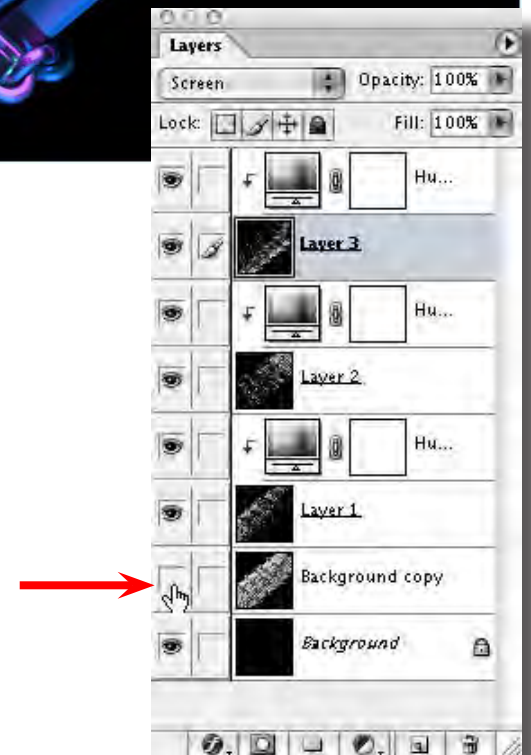 Layers
Screen Opacity: 100%
Lock: Fill: 100%
Hu...
Layer 3
Hu...
Layer 2
Hu...
Layer 1
Background copy
Background